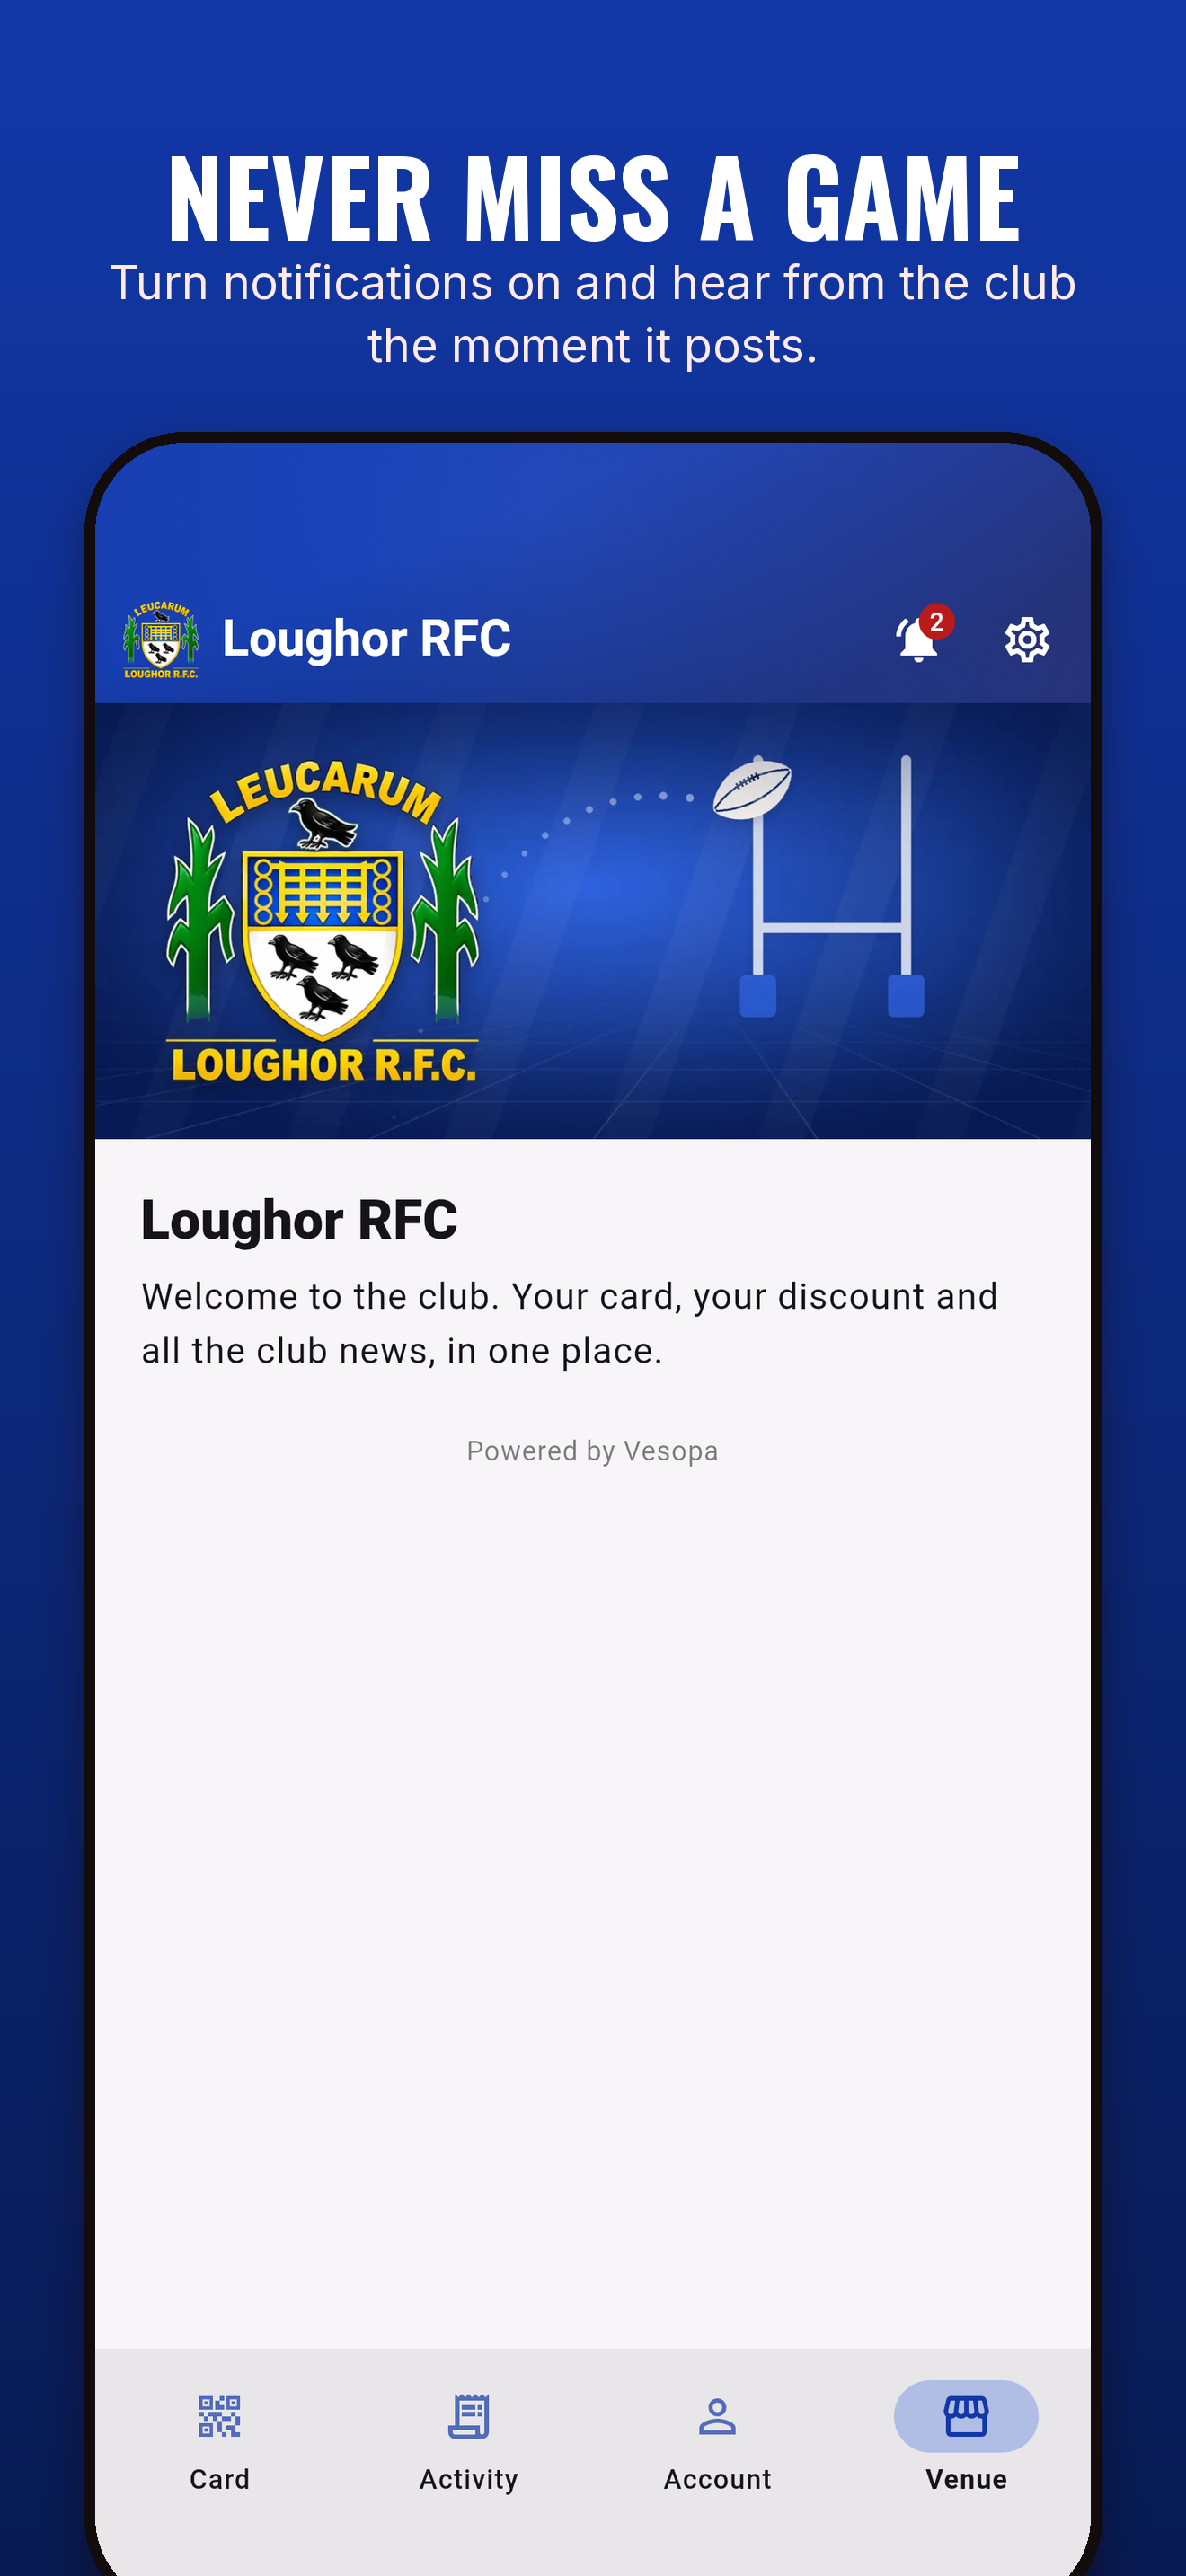 NEVER MISS A GAME
Turn notifications on and hear from the club
the moment it posts.
LEUCARUM
LOUGHOR R.F.C.
Loughor RFC
2
LEUCARUM
LOUGHOR R.F.C.
Loughor RFC
Welcome to the club. Your card, your discount and
all the club news, in one place.
Powered by Vesopa
Card
Activity
Account
Venue